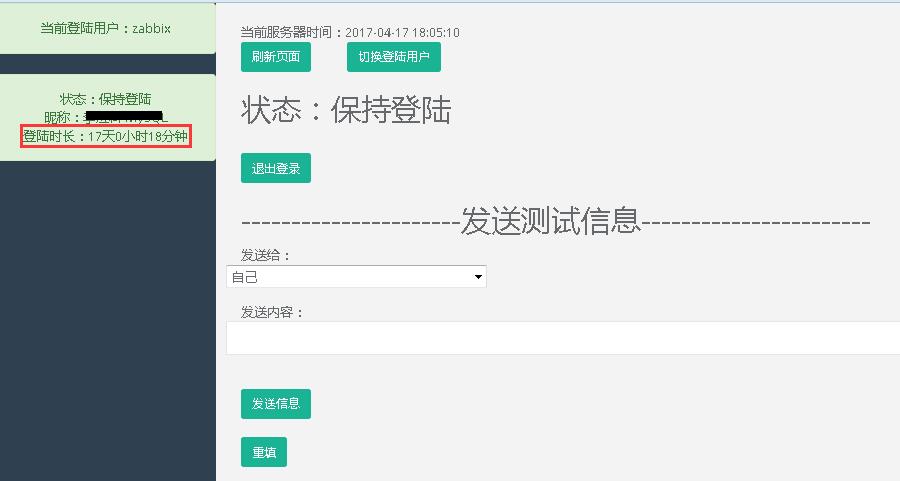 当前登陆用户：zabbix
状态：保持登陆
昵称：
登陆时长：17天0小时18分钟
当前服务器时间：2017-04-17 18:05:10
刷新页面
切换登陆用户
状态：保持登陆
退出登录
----------------------发送测试信息-----------------------
发送给：
自己
发送内容：
发送信息
重填